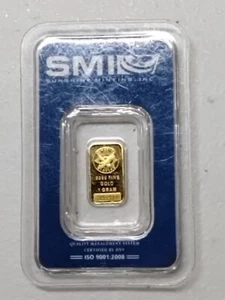 SMI
SUNSHINE MINTING, INC
9999 FINE
GOLD
1 GRAM
QUALITY MANAGEMENT SYSTEM
CERTIFIED BY DNV
ISO 9001:2008